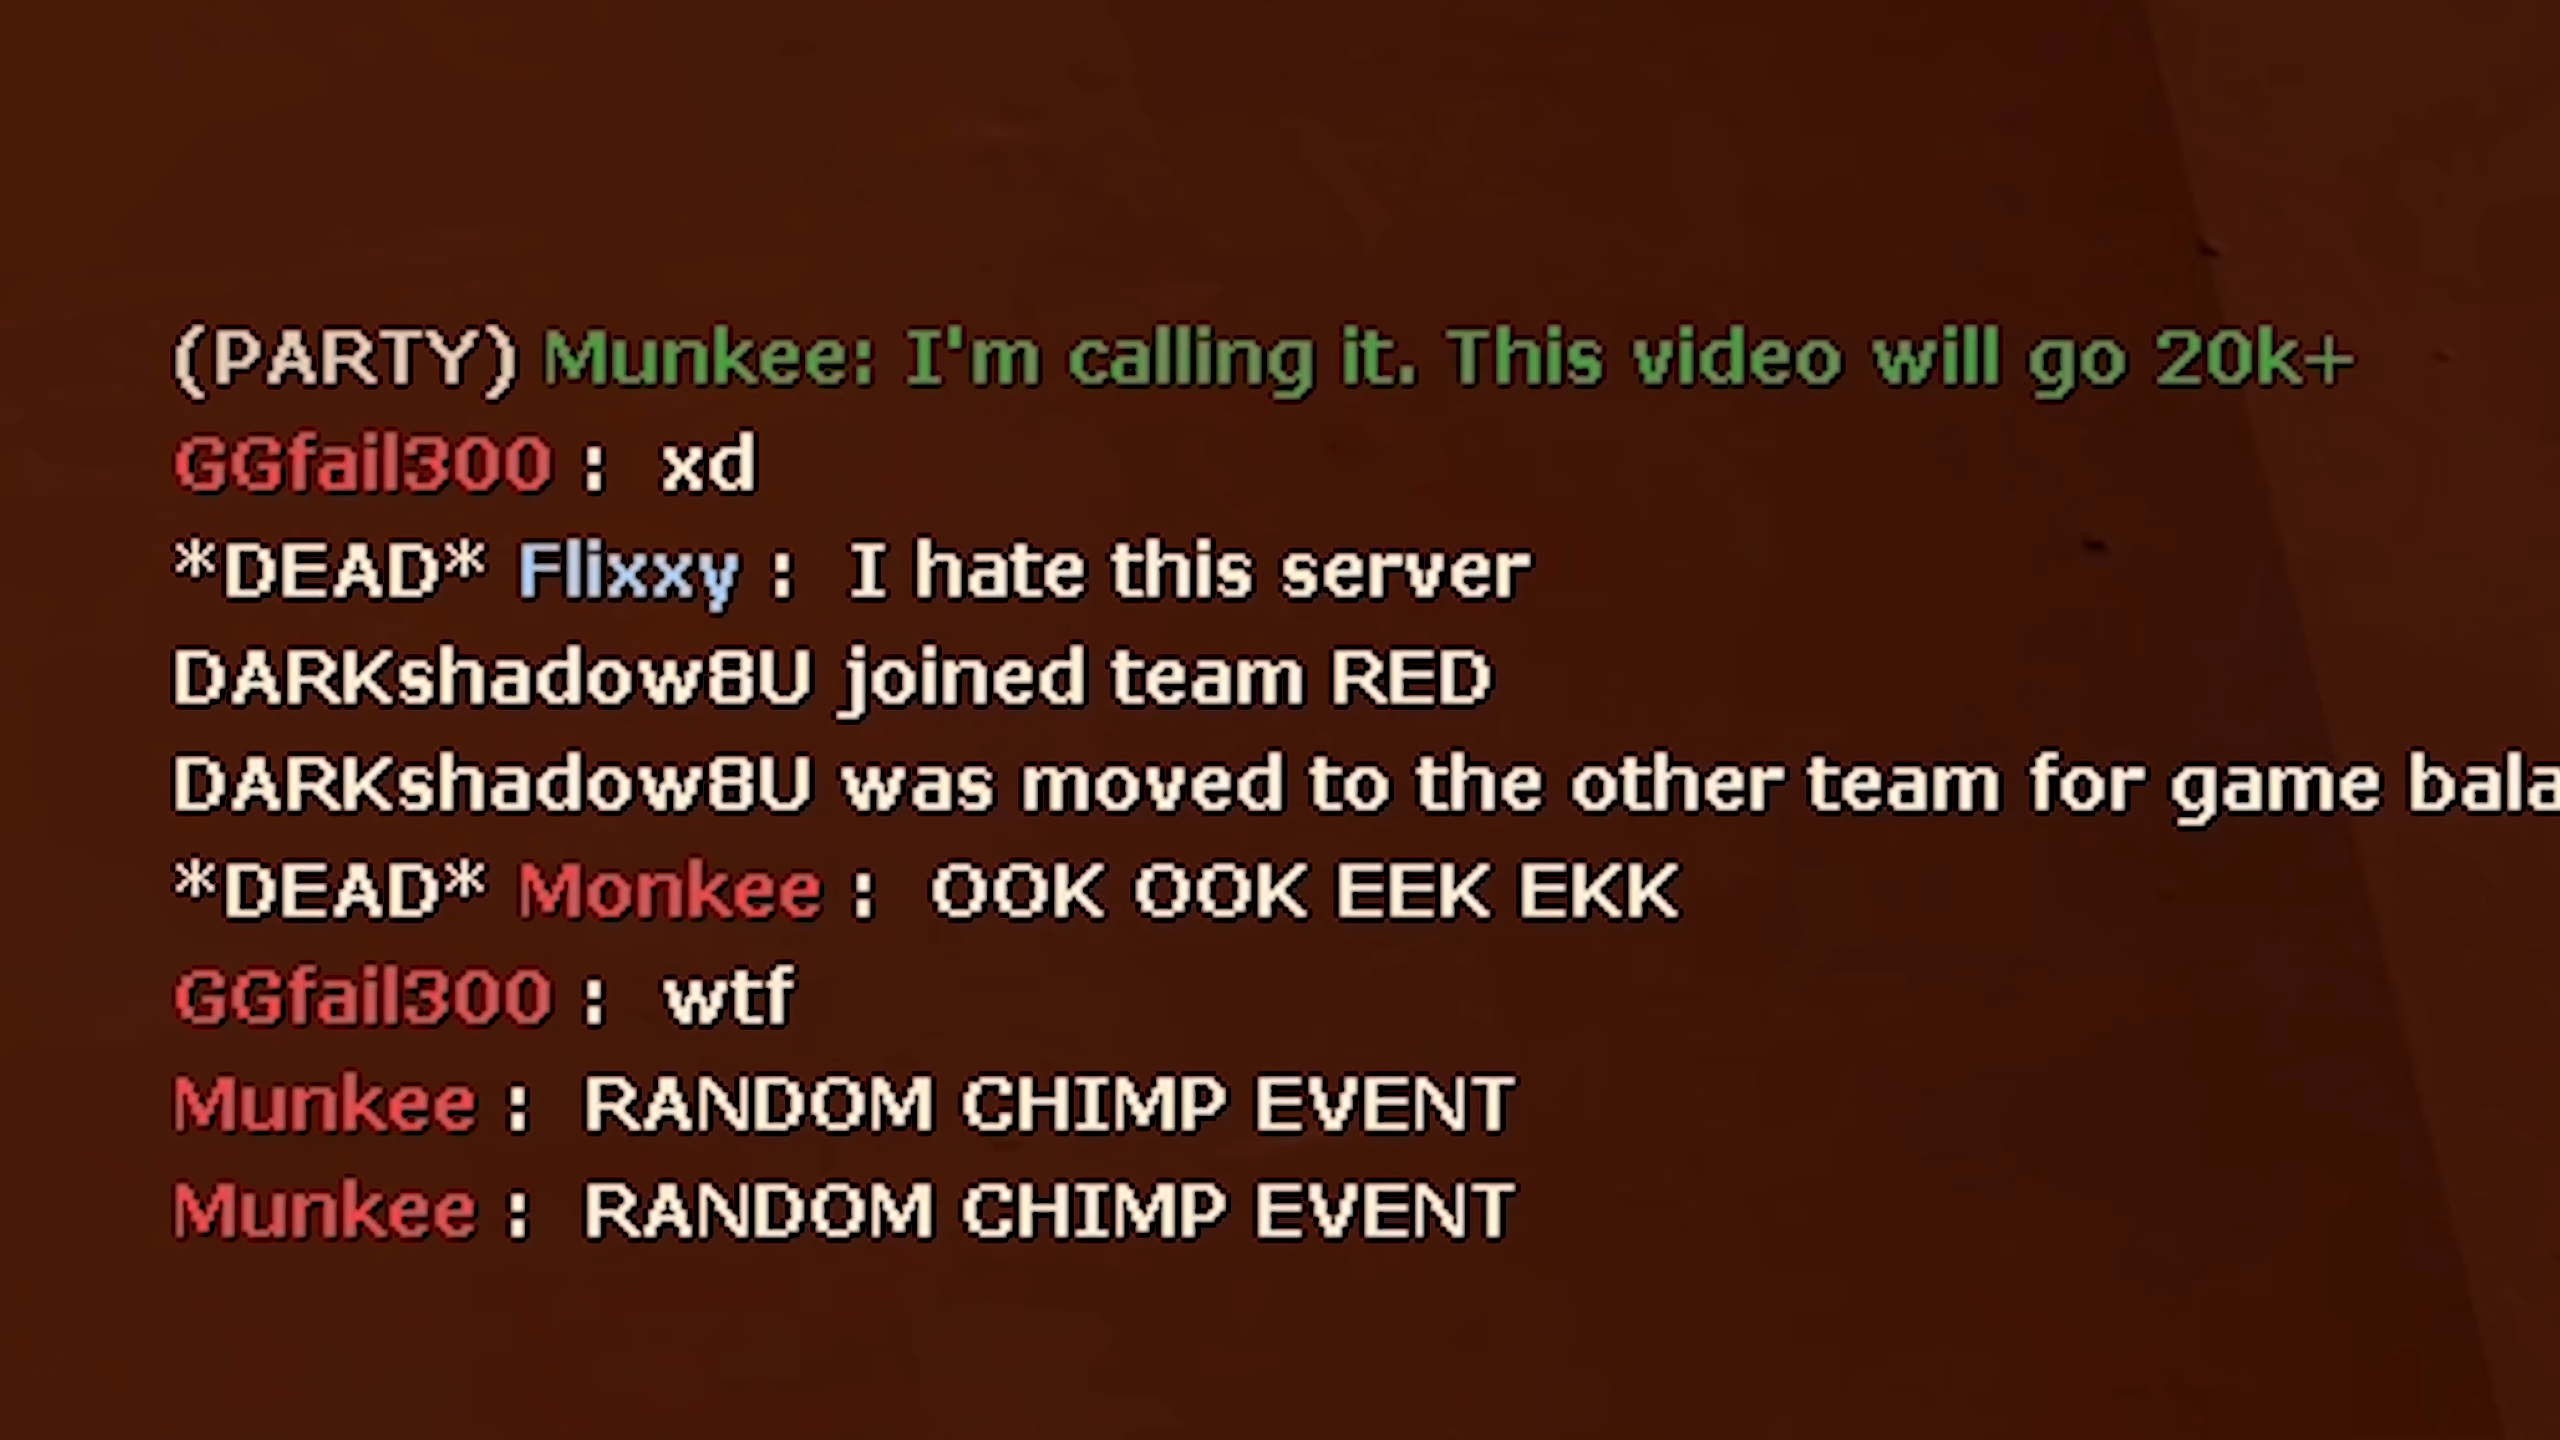 (PARTY) Munkee: I'm calling it. This video will go 20k+
GGfail300 :  xd
*DEAD* Flixxy :  I hate this server
DARKshadow8U joined team RED
DARKshadow8U was moved to the other team for game bala
*DEAD* Monkee :  OOK OOK EEK EKK
GGfail300 :  wtf
Munkee :  RANDOM CHIMP EVENT
Munkee :  RANDOM CHIMP EVENT